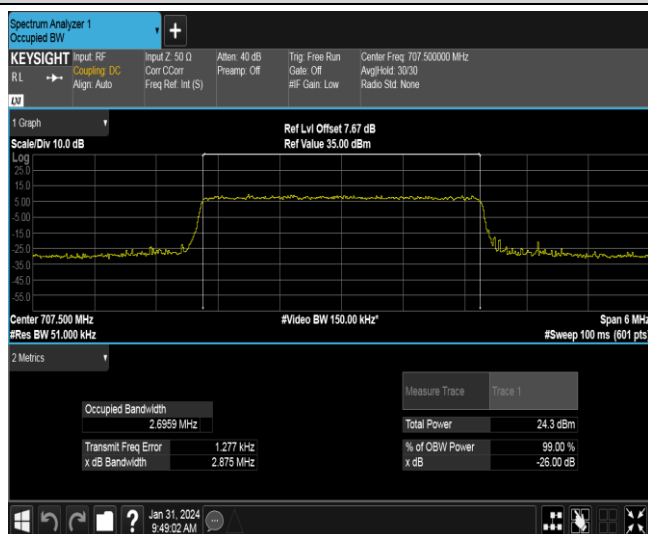 Spectrum Analyzer 1
Occupied BW
+
KEYSIGHT
R L
LXI
Input: RF
Coupling: DC
Align: Auto
Input Z: 50 Ω
Corr CCorr
Freq Ref: Int (S)
Atten: 40 dB
Preamp: Off
Trig: Free Run
Gate: Off
#IF Gain: Low
Center Freq: 707.500000 MHz
Avg|Hold: 30/30
Radio Std: None
1 Graph
Scale/Div 10.0 dB
Ref Lvl Offset 7.67 dB
Ref Value 35.00 dBm
Log
25.0
15.0
5.00
-5.00
-15.0
-25.0
-35.0
-45.0
-55.0
Center 707.500 MHz
#Res BW 51.000 kHz
#Video BW 150.00 kHz*
Span 6 MHz
#Sweep 100 ms (601 pts)
2 Metrics
Measure Trace Trace 1
Occupied Bandwidth
2.6959 MHz
Total Power 24.3 dBm
Transmit Freq Error 1.277 kHz
% of OBW Power 99.00 %
x dB Bandwidth 2.875 MHz
x dB -26.00 dB
?
Jan 31, 2024
9:49:02 AM